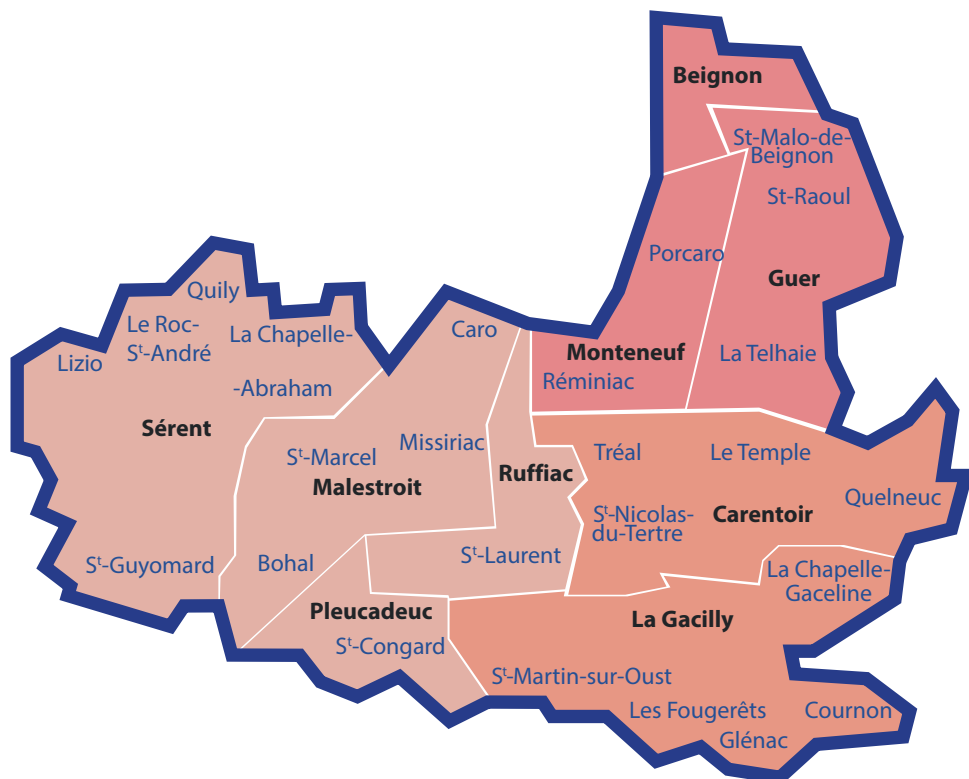 Beignon
St-Malo-de-
Beignon
St-Raoul
Porcaro
Guer
Quily
Le Roc-
St-André
La Chapelle-
Caro
Lizio
-Abraham
Monteneuf
La Telhaie
Réminiac
Sérent
St-Marcel
Missiriac
Malestroit
Ruffiac
Tréal
Le Temple
Quelneuc
St-Nicolas-
du-Tertre
Carentoir
St-Guyomard
Bohal
St-Laurent
La Chapelle-
Gaceline
Pleucadeuc
La Gacilly
St-Congard
St-Martin-sur-Oust
Les Fougerêts
Cournon
Glénac